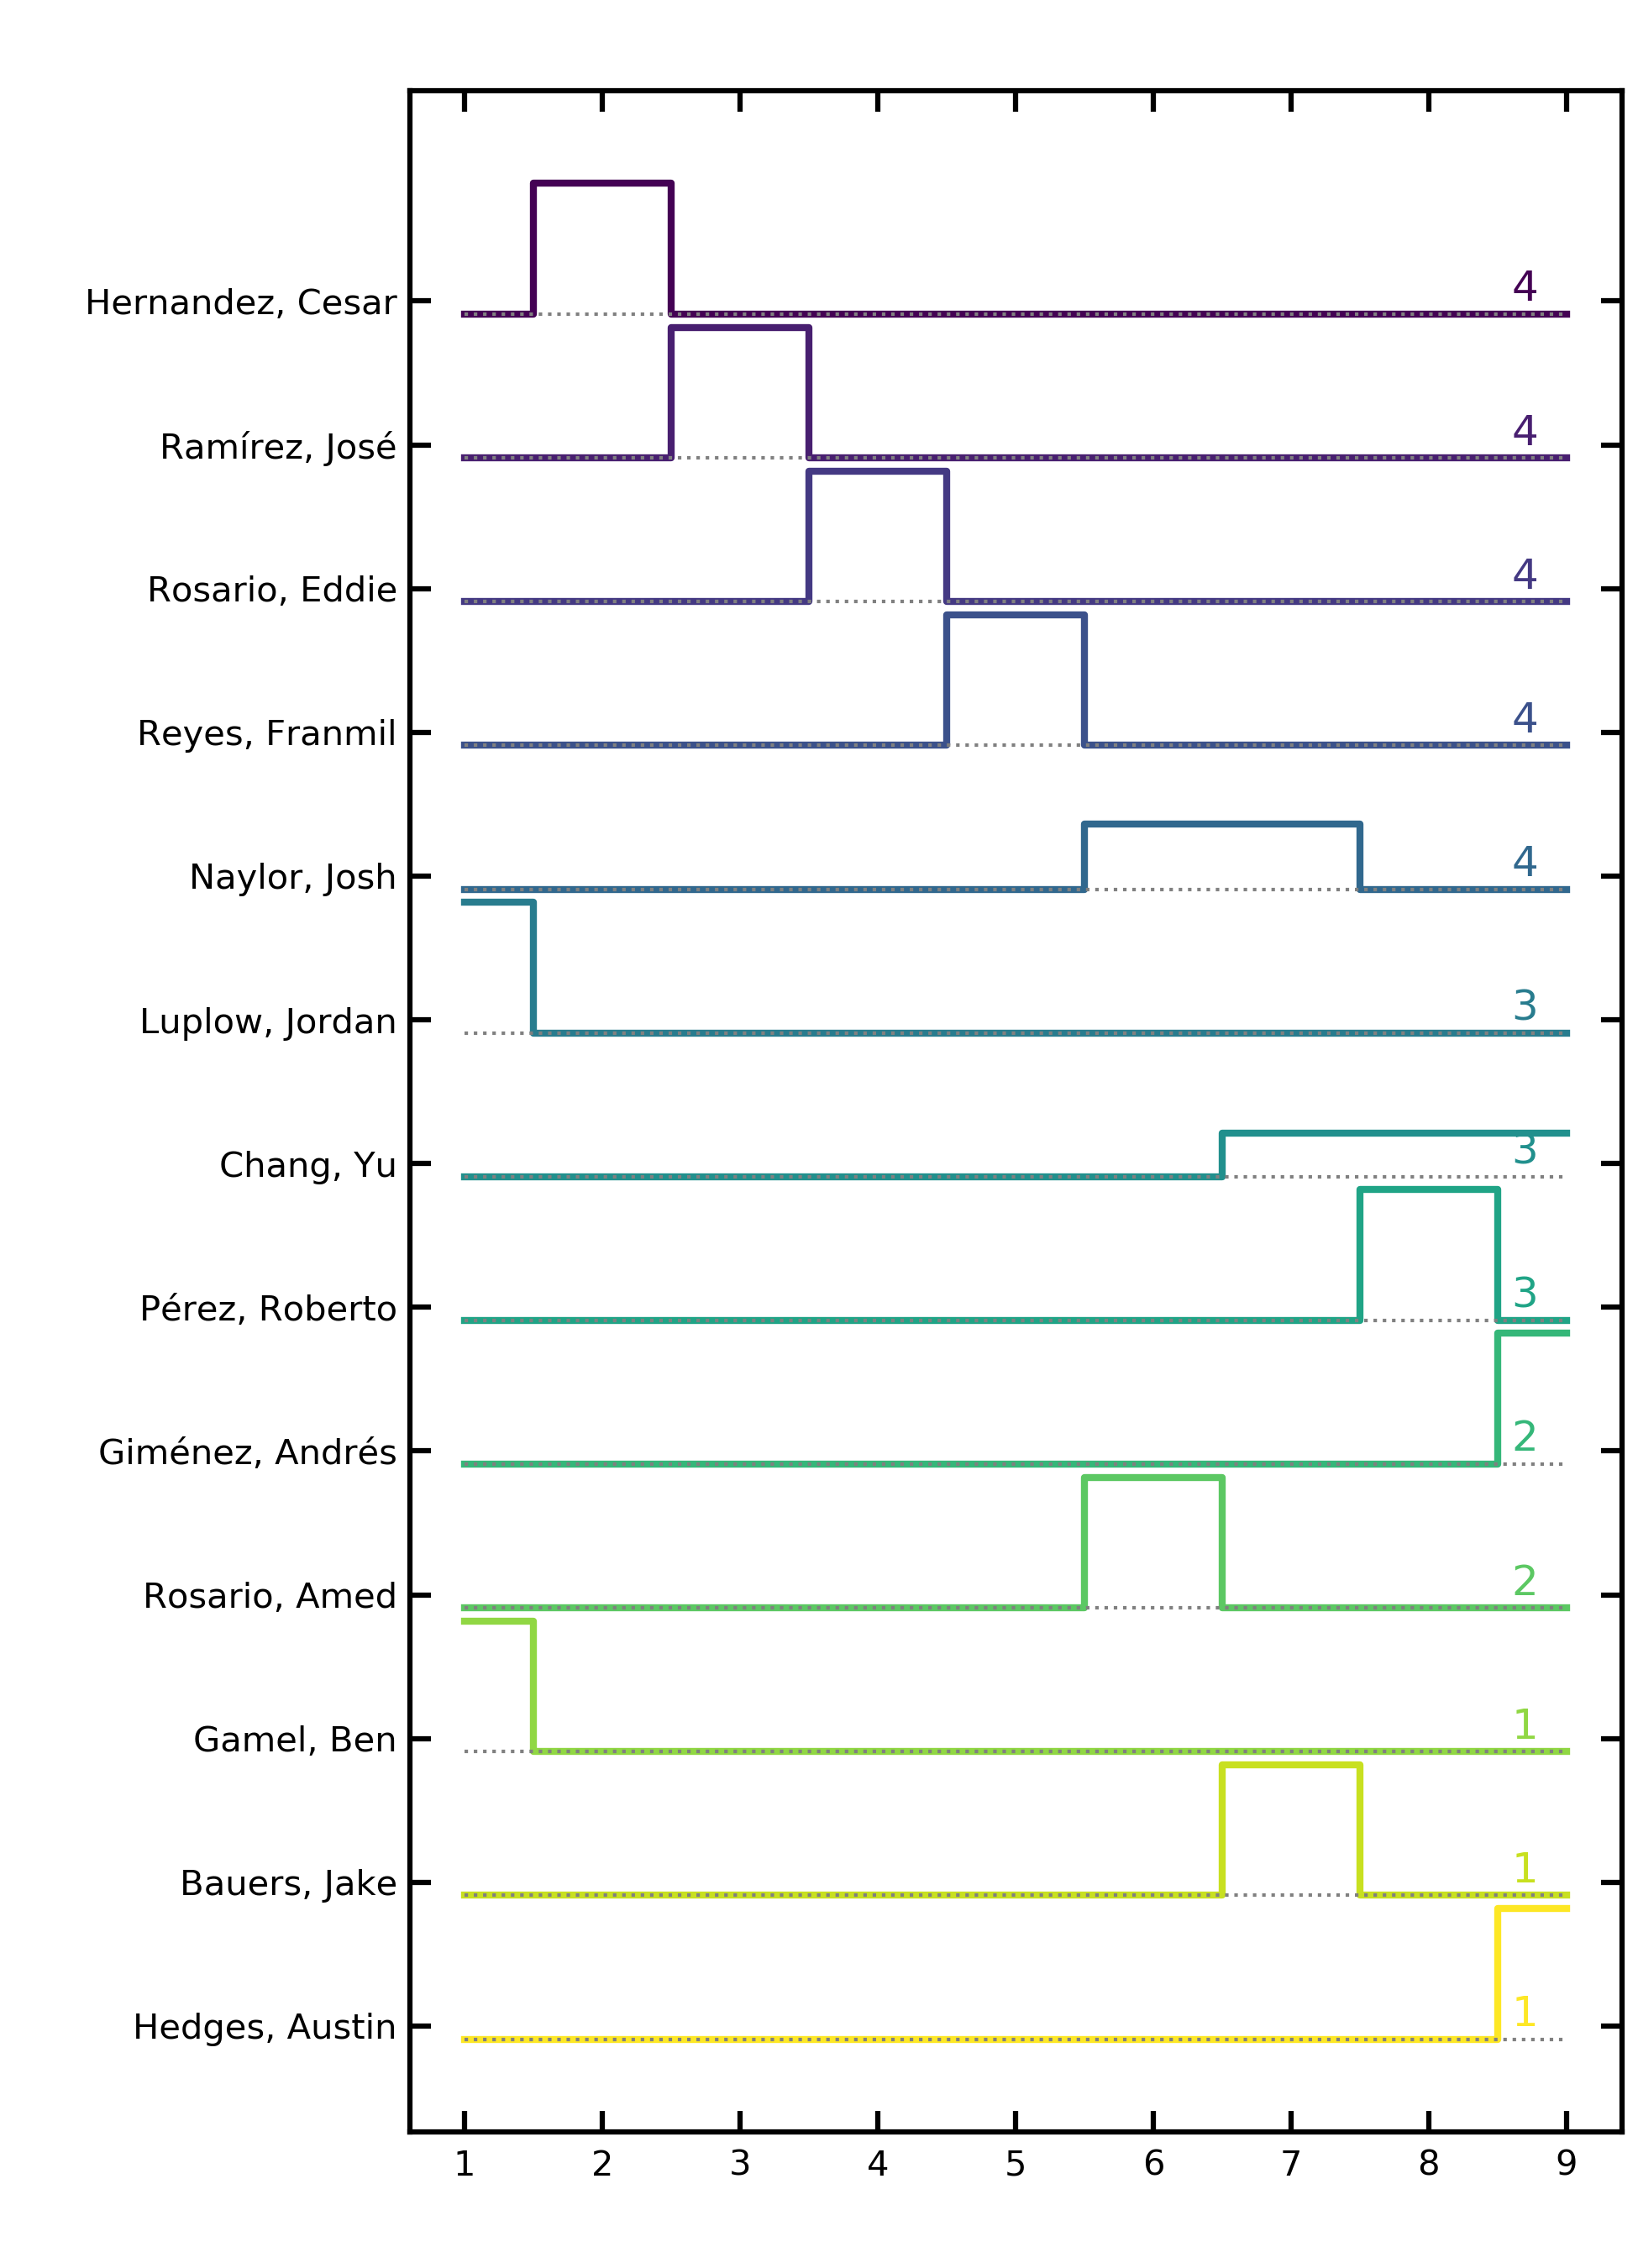 Hernandez, Cesar 4
Ramírez, José 4
Rosario, Eddie 4
Reyes, Franmil 4
Naylor, Josh 4
Luplow, Jordan 3
Chang, Yu 3
Pérez, Roberto 3
Giménez, Andrés 2
Rosario, Amed 2
Gamel, Ben 1
Bauers, Jake 1
Hedges, Austin 1
1 2 3 4 5 6 7 8 9